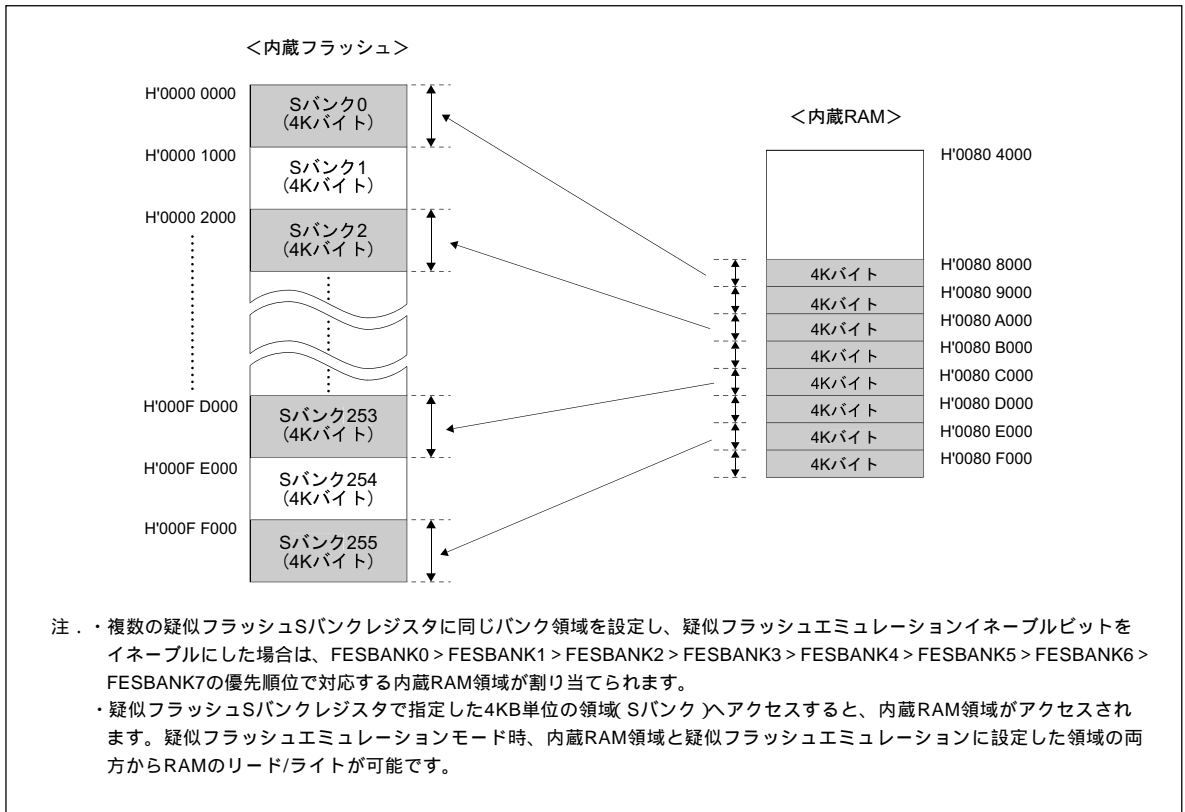 ＜内蔵フラッシュ＞
H'0000 0000
Sバンク0
（4Kバイト）
H'0000 1000
Sバンク1
（4Kバイト）
H'0000 2000
Sバンク2
（4Kバイト）
H'000F D000
Sバンク253
（4Kバイト）
H'000F E000
Sバンク254
（4Kバイト）
H'000F F000
Sバンク255
（4Kバイト）
＜内蔵RAM＞
H'0080 4000
4Kバイト H'0080 8000
4Kバイト H'0080 9000
4Kバイト H'0080 A000
4Kバイト H'0080 B000
4Kバイト H'0080 C000
4Kバイト H'0080 D000
4Kバイト H'0080 E000
4Kバイト H'0080 F000
注．・複数の疑似フラッシュSバンクレジスタに同じバンク領域を設定し、疑似フラッシュエミュレーションイネーブルビットを
イネーブルにした場合は、FESBANK0 > FESBANK1 > FESBANK2 > FESBANK3 > FESBANK4 > FESBANK5 > FESBANK6 >
FESBANK7の優先順位で対応する内蔵RAM領域が割り当てられます。
・疑似フラッシュSバンクレジスタで指定した4KB単位の領域（Sバンク）へアクセスすると、内蔵RAM領域がアクセスされ
ます。疑似フラッシュエミュレーションモード時、内蔵RAM領域と疑似フラッシュエミュレーションに設定した領域の両
方からRAMのリード/ライトが可能です。